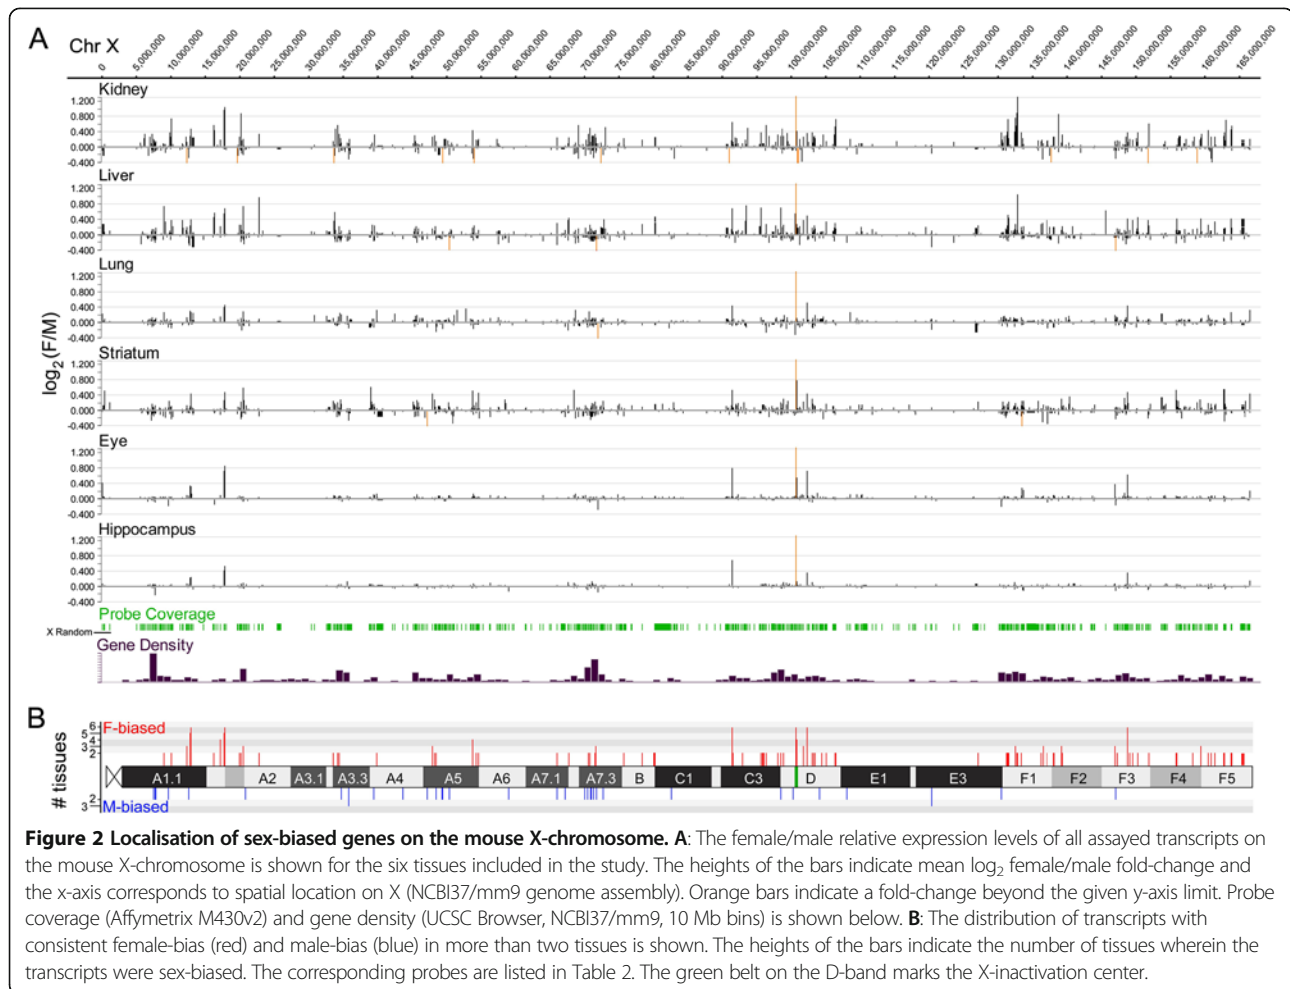 A
Chr X
0 5,000,000 10,000,000 15,000,000 20,000,000 25,000,000 30,000,000 35,000,000 40,000,000 45,000,000 50,000,000 55,000,000 60,000,000 65,000,000 70,000,000 75,000,000 80,000,000 85,000,000 90,000,000 95,000,000 100,000,000 105,000,000 110,000,000 115,000,000 120,000,000 125,000,000 130,000,000 135,000,000 140,000,000 145,000,000 150,000,000 155,000,000 160,000,000 165,000,000
log2(F/M)
Kidney
1.200
0.800
0.400
0.000
-0.400
Liver
1.200
0.800
0.400
0.000
-0.400
Lung
1.200
0.800
0.400
0.000
-0.400
Striatum
1.200
0.800
0.400
0.000
-0.400
Eye
1.200
0.800
0.400
0.000
-0.400
Hippocampus
1.200
0.800
0.400
0.000
-0.400
Probe Coverage
X Random
Gene Density
B
# tissues
F-biased
6
5
4
3
2
A1.1 A2 A3.1 A3.3 A4 A5 A6 A7.1 A7.3 B C1 C3 D E1 E3 F1 F2 F3 F4 F5
2
3
M-biased
Figure 2 Localisation of sex-biased genes on the mouse X-chromosome. A: The female/male relative expression levels of all assayed transcripts on
the mouse X-chromosome is shown for the six tissues included in the study. The heights of the bars indicate mean log2 female/male fold-change and
the x-axis corresponds to spatial location on X (NCBI37/mm9 genome assembly). Orange bars indicate a fold-change beyond the given y-axis limit. Probe
coverage (Affymetrix M430v2) and gene density (UCSC Browser, NCBI37/mm9, 10 Mb bins) is shown below. B: The distribution of transcripts with
consistent female-bias (red) and male-bias (blue) in more than two tissues is shown. The heights of the bars indicate the number of tissues wherein the
transcripts were sex-biased. The corresponding probes are listed in Table 2. The green belt on the D-band marks the X-inactivation center.